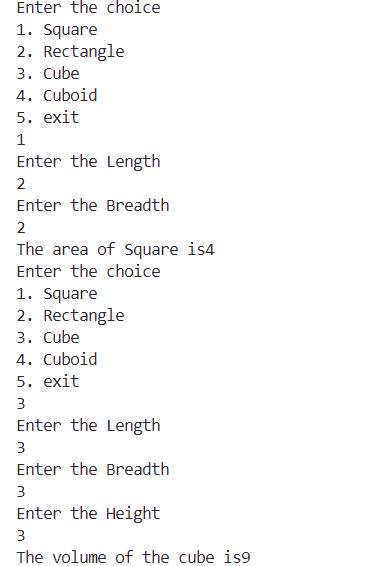 Enter the choice
1. Square
2. Rectangle
3. Cube
4. Cuboid
5. exit
1
Enter the Length
2
Enter the Breadth
2
The area of Square is4
Enter the choice
1. Square
2. Rectangle
3. Cube
4. Cuboid
5. exit
3
Enter the Length
3
Enter the Breadth
3
Enter the Height
3
The volume of the cube is9